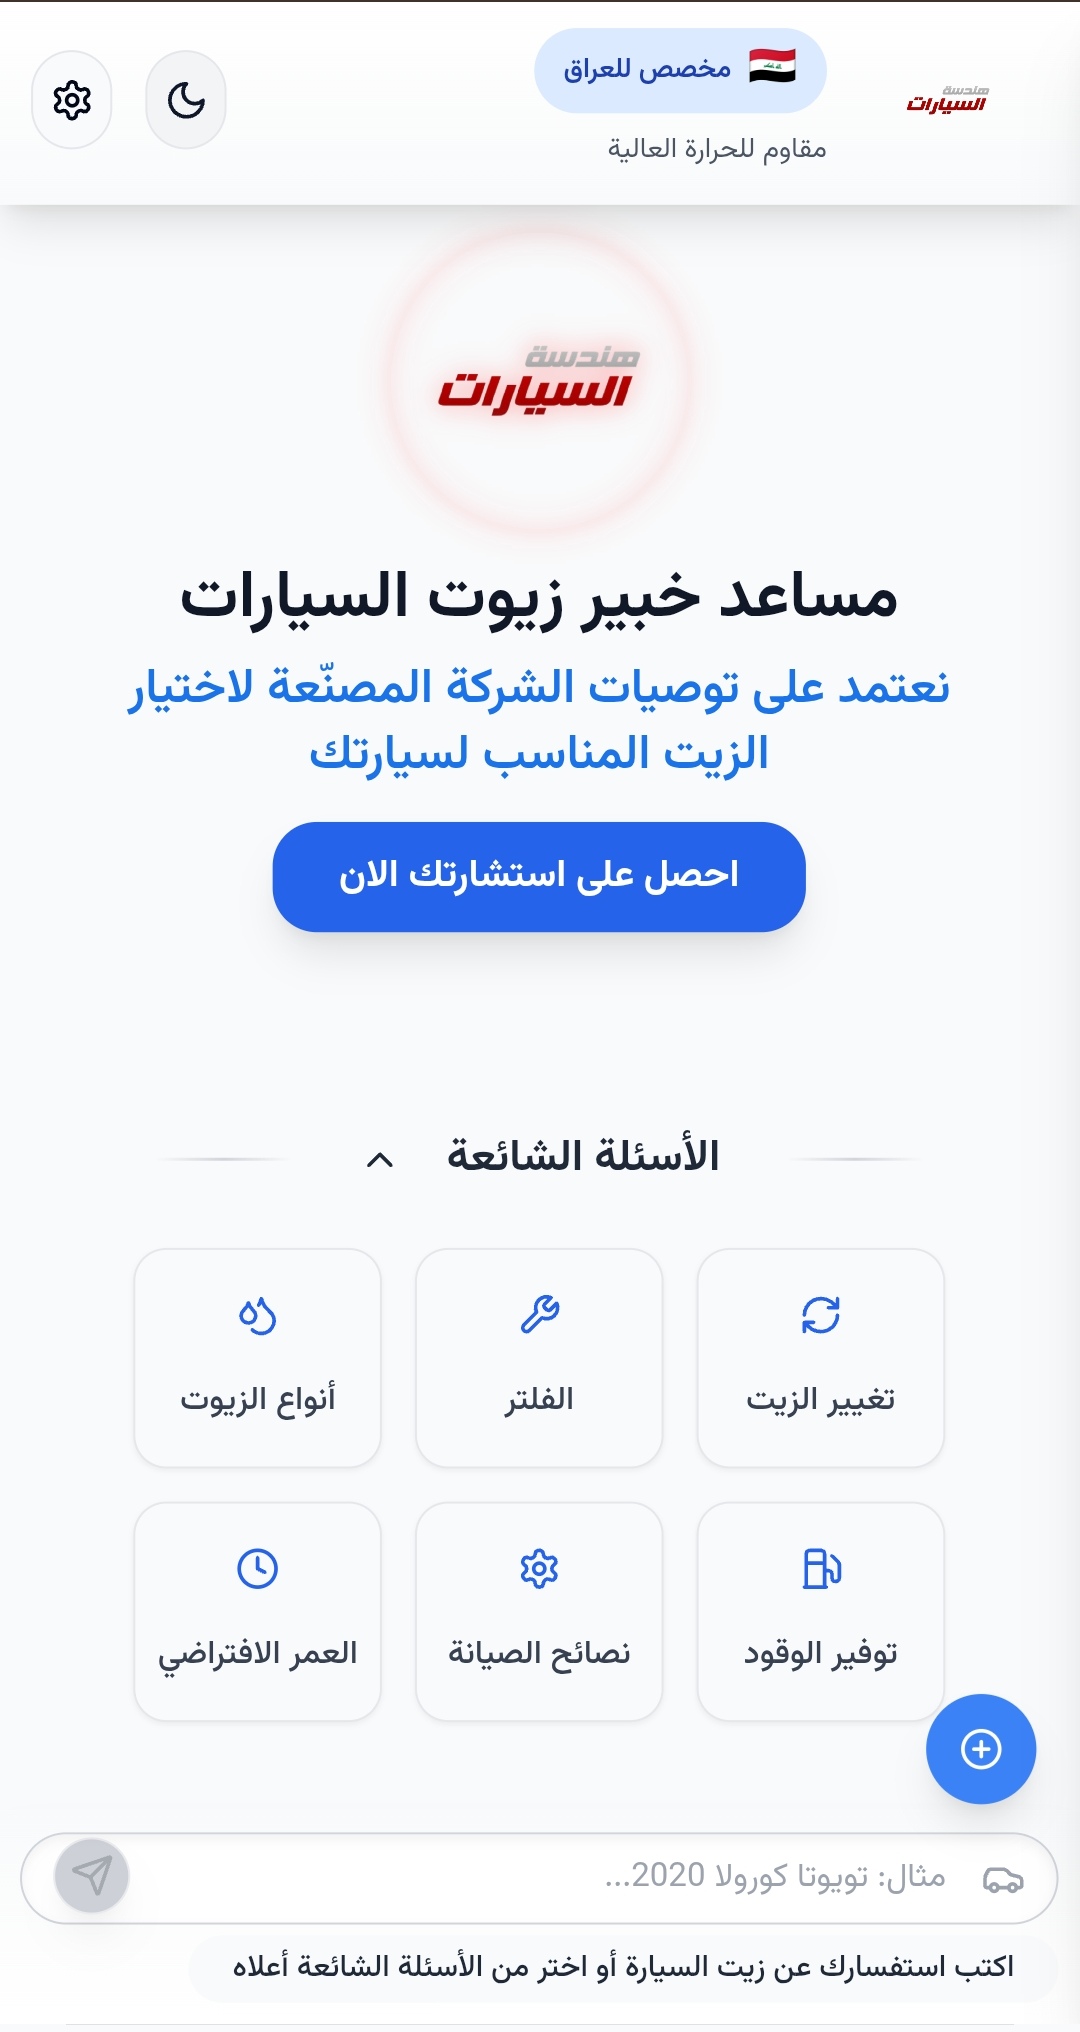 هندسة
السيارات
مخصص للعراق
مقاوم للحرارة العالية
هندسة
السيارات
مساعد خبير زيوت السيارات
نعتمد على توصيات الشركة المصنّعة لاختيار
الزيت المناسب لسيارتك
احصل على استشارتك الان
الأسئلة الشائعة
تغيير الزيت
الفلتر
أنواع الزيوت
توفير الوقود
نصائح الصيانة
العمر الافتراضي
مثال: تويوتا كورولا 2020...
اكتب استفسارك عن زيت السيارة أو اختر من الأسئلة الشائعة أعلاه